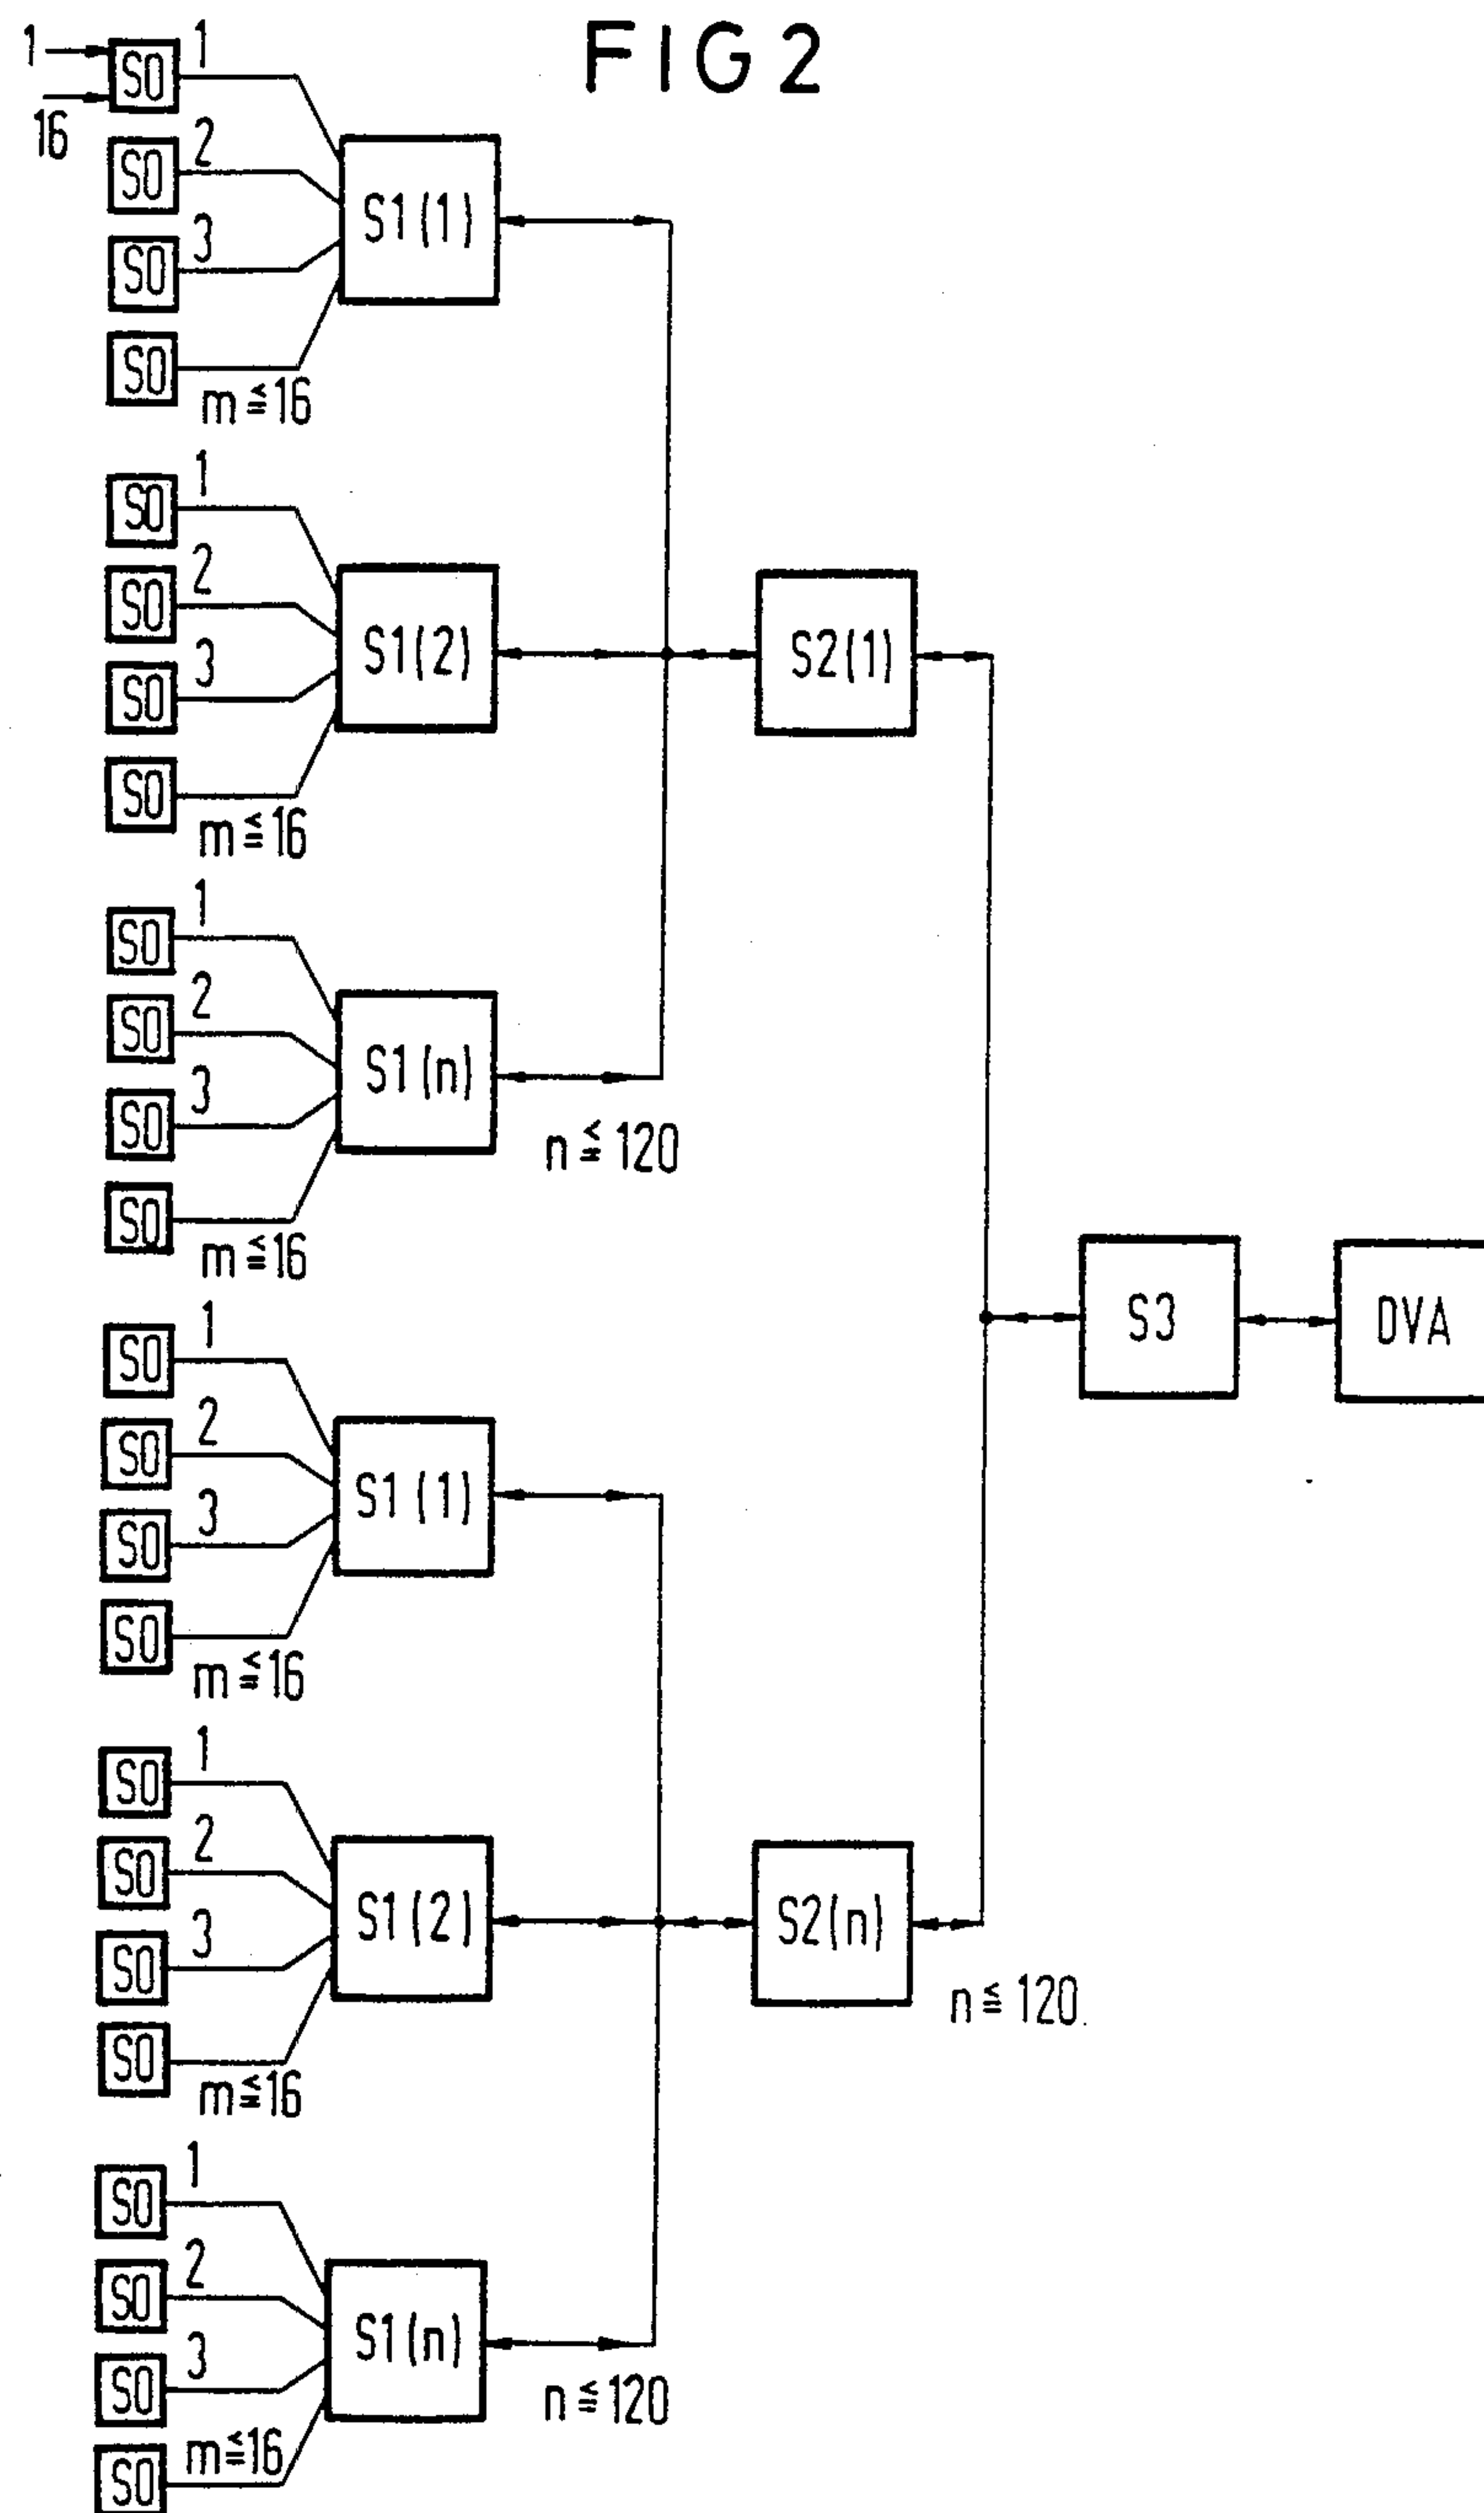 FIG 2
1
16
S0 1
S0 2
S0 3
S0
m ≦ 16
S1(1)
S0 1
S0 2
S0 3
S0
m ≦ 16
S1(2)
S2(1)
S0 1
S0 2
S0 3
S0
m ≦ 16
S1(n)
n ≦ 120
S3
DVA
S0 1
S0 2
S0 3
S0
m ≦ 16
S1(1)
S0 1
S0 2
S0 3
S0
m ≦ 16
S1(2)
S2(n)
n ≦ 120
S0 1
S0 2
S0 3
S0
m ≦ 16
S1(n)
n ≦ 120